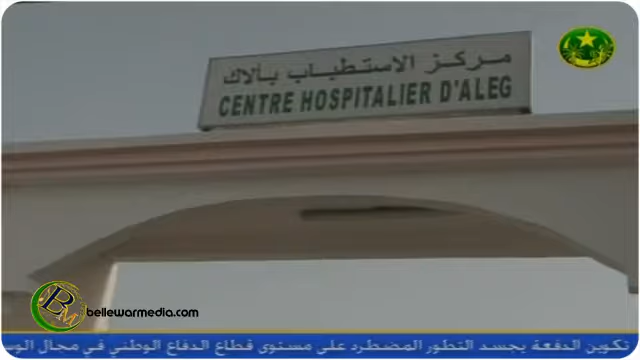 مركز الاستطباب بألاك
CENTRE HOSPITALIER D'ALEG
bellewarmedia.com
تكوين الدفعة يجسد التطور المضطرد على مستوى قطاع الدفاع الوطني في مجال